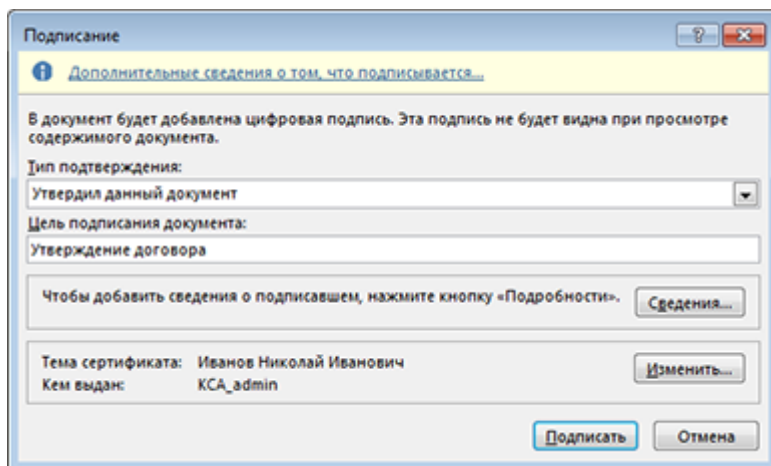 Подписание
Дополнительные сведения о том, что подписывается...
В документ будет добавлена цифровая подпись. Эта подпись не будет видна при просмотре
содержимого документа.
Тип подтверждения:
Утвердил данный документ
Цель подписания документа:
Утверждение договора
Чтобы добавить сведения о подписавшем, нажмите кнопку «Подробности». Сведения...
Тема сертификата: Иванов Николай Иванович
Кем выдан: KCA_admin
Изменить...
Подписать Отмена